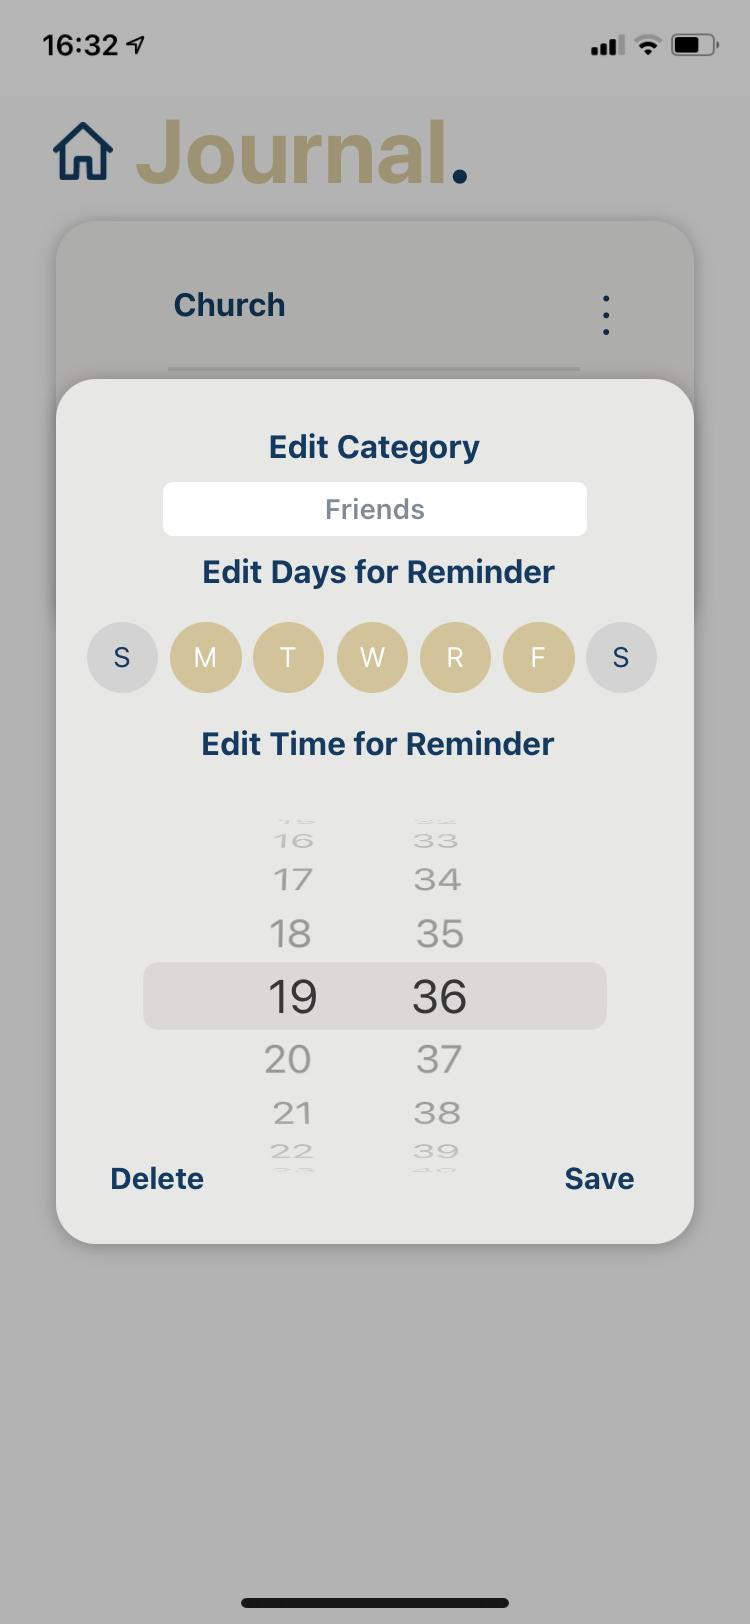 16:32
Journal.
Church
Edit Category
Friends
Edit Days for Reminder
S M T W R F S
Edit Time for Reminder
16 33
17 34
18 35
19 36
20 37
21 38
22 39
Delete Save